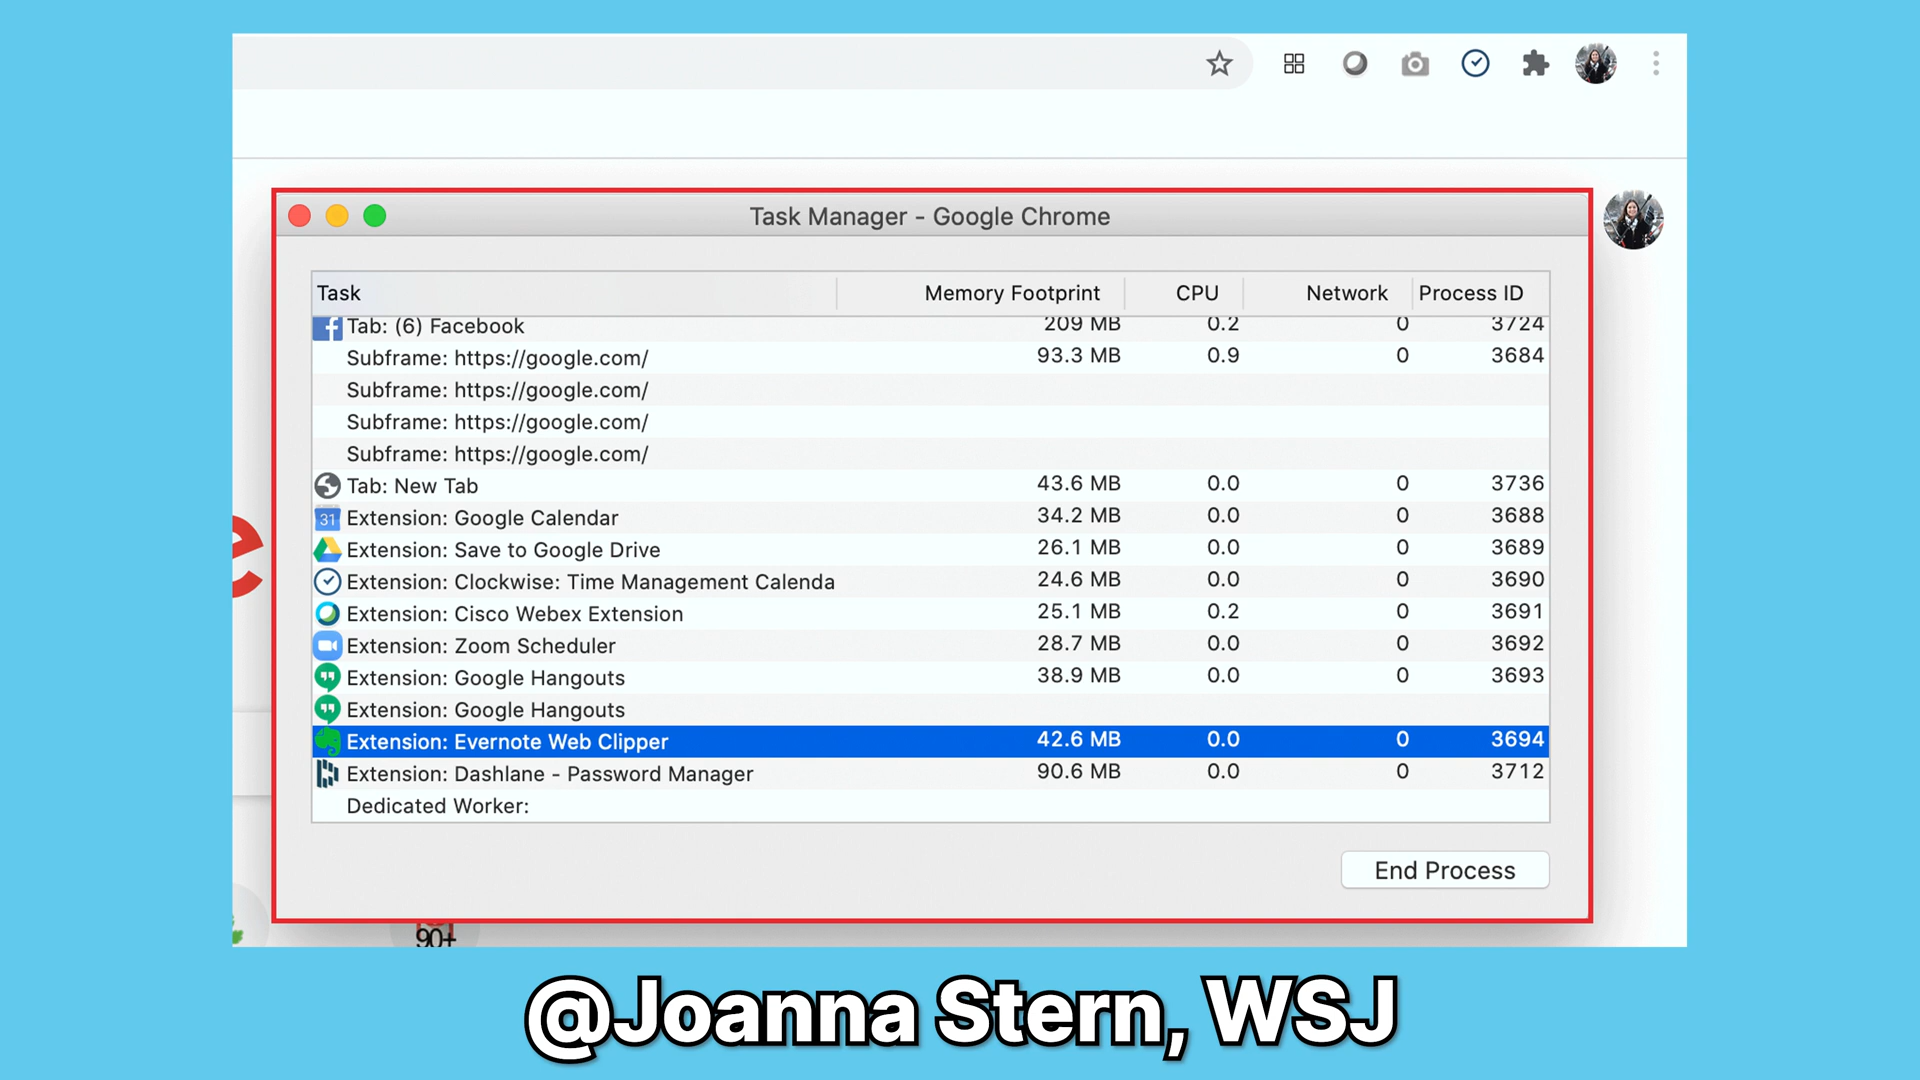 Task Manager - Google Chrome
Task Memory Footprint CPU Network Process ID
Tab: (6) Facebook 209 MB 0.2 0 3724
Subframe: https://google.com/ 93.3 MB 0.9 0 3684
Subframe: https://google.com/
Subframe: https://google.com/
Subframe: https://google.com/
Tab: New Tab 43.6 MB 0.0 0 3736
31 Extension: Google Calendar 34.2 MB 0.0 0 3688
Extension: Save to Google Drive 26.1 MB 0.0 0 3689
Extension: Clockwise: Time Management Calenda 24.6 MB 0.0 0 3690
Extension: Cisco Webex Extension 25.1 MB 0.2 0 3691
Extension: Zoom Scheduler 28.7 MB 0.0 0 3692
Extension: Google Hangouts 38.9 MB 0.0 0 3693
Extension: Google Hangouts
Extension: Evernote Web Clipper 42.6 MB 0.0 0 3694
Extension: Dashlane - Password Manager 90.6 MB 0.0 0 3712
Dedicated Worker:
End Process
e
90+
@Joanna Stern, WSJ